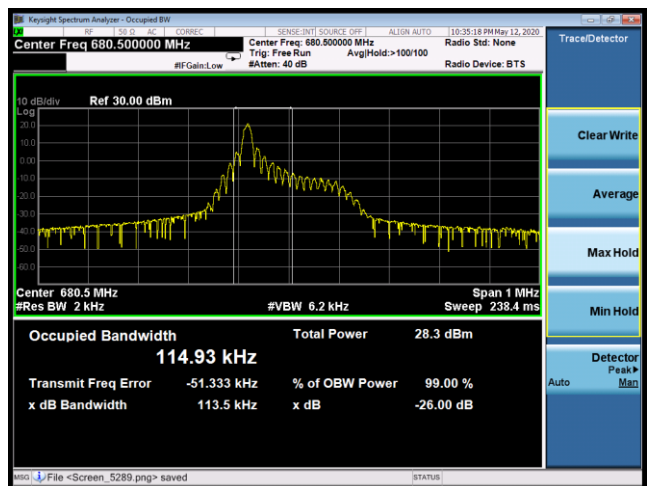 Keysight Spectrum Analyzer - Occupied BW
RF 50 Ω AC CORREC SENSE:INT SOURCE OFF ALIGN AUTO 10:35:18 PM May 12, 2020
Center Freq 680.500000 MHz
Center Freq: 680.500000 MHz Radio Std: None
Trig: Free Run Avg|Hold:>100/100
#IFGain:Low #Atten: 40 dB Radio Device: BTS
Trace/Detector
10 dB/div Ref 30.00 dBm
Log
20.0
10.0
0.00
-10.0
-20.0
-30.0
-40.0
-50.0
-60.0
Center 680.5 MHz Span 1 MHz
#Res BW 2 kHz #VBW 6.2 kHz Sweep 238.4 ms
Occupied Bandwidth Total Power 28.3 dBm
114.93 kHz
Transmit Freq Error -51.333 kHz % of OBW Power 99.00 %
x dB Bandwidth 113.5 kHz x dB -26.00 dB
Clear Write
Average
Max Hold
Min Hold
Detector
Peak▶
Auto Man
MSG File <Screen_5289.png> saved STATUS